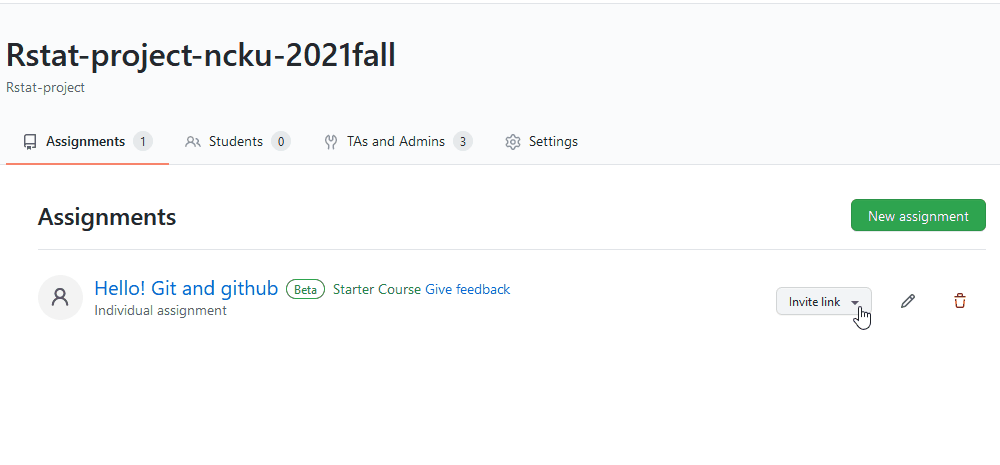 Rstat-project-ncku-2021fall
Rstat-project
Assignments 1 Students 0 TAs and Admins 3 Settings
Assignments New assignment
Hello! Git and github Beta Starter Course Give feedback Invite link
Individual assignment